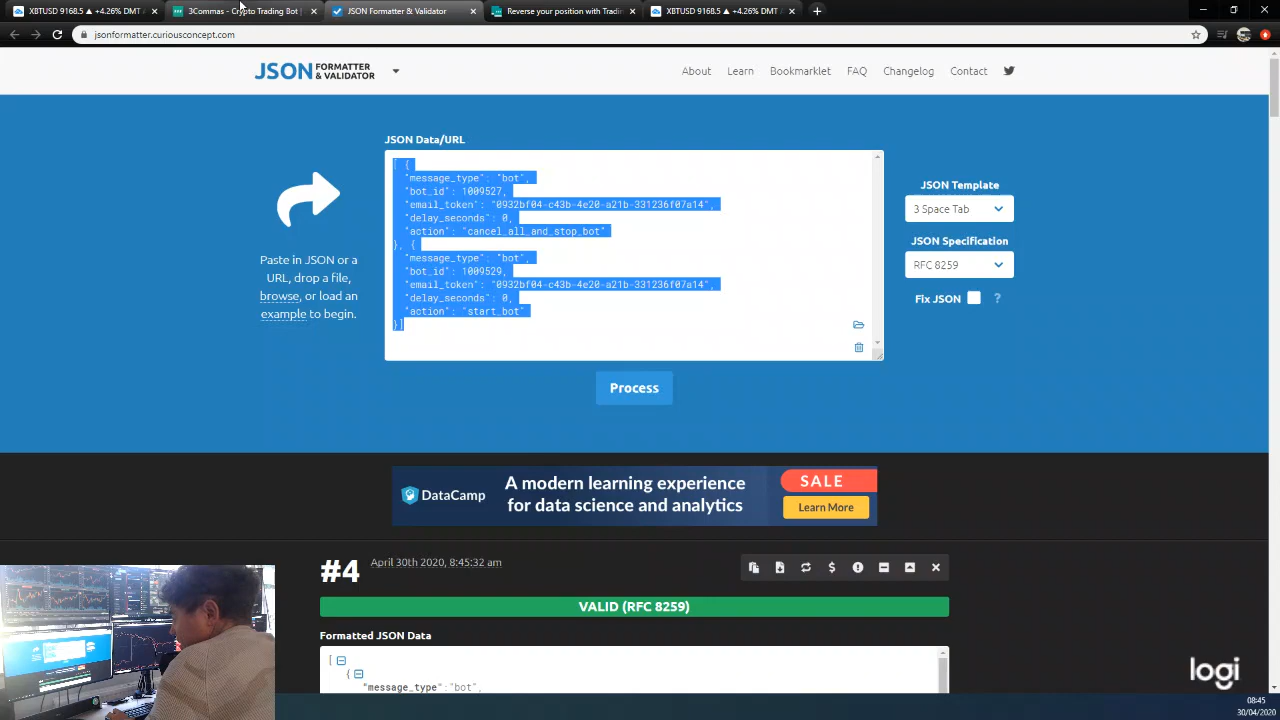 XBTUSD 9168.5 ▲ +4.26% DMT /
3Commas - Crypto Trading Bot |
JSON Formatter & Validator
Reverse your position with Tradin
XBTUSD 9168.5 ▲ +4.26% DMT /
jsonformatter.curiousconcept.com
JSON FORMATTER & VALIDATOR
About Learn Bookmarklet FAQ Changelog Contact
JSON Data/URL
[ {
"message_type": "bot",
"bot_id": 1009527,
"email_token": "0932bf04-c43b-4e20-a21b-331236f07a14",
"delay_seconds": 0,
"action": "cancel_all_and_stop_bot"
}, {
"message_type": "bot",
"bot_id": 1009529,
"email_token": "0932bf04-c43b-4e20-a21b-331236f07a14",
"delay_seconds": 0,
"action": "start_bot"
}]
Paste in JSON or a
URL, drop a file,
browse, or load an
example to begin.
JSON Template
3 Space Tab
JSON Specification
RFC 8259
Fix JSON ?
Process
DataCamp
A modern learning experience
for data science and analytics
SALE
Learn More
#4
April 30th 2020, 8:45:32 am
VALID (RFC 8259)
Formatted JSON Data
[
{
"message_type":"bot",
logi
08:45
30/04/2020